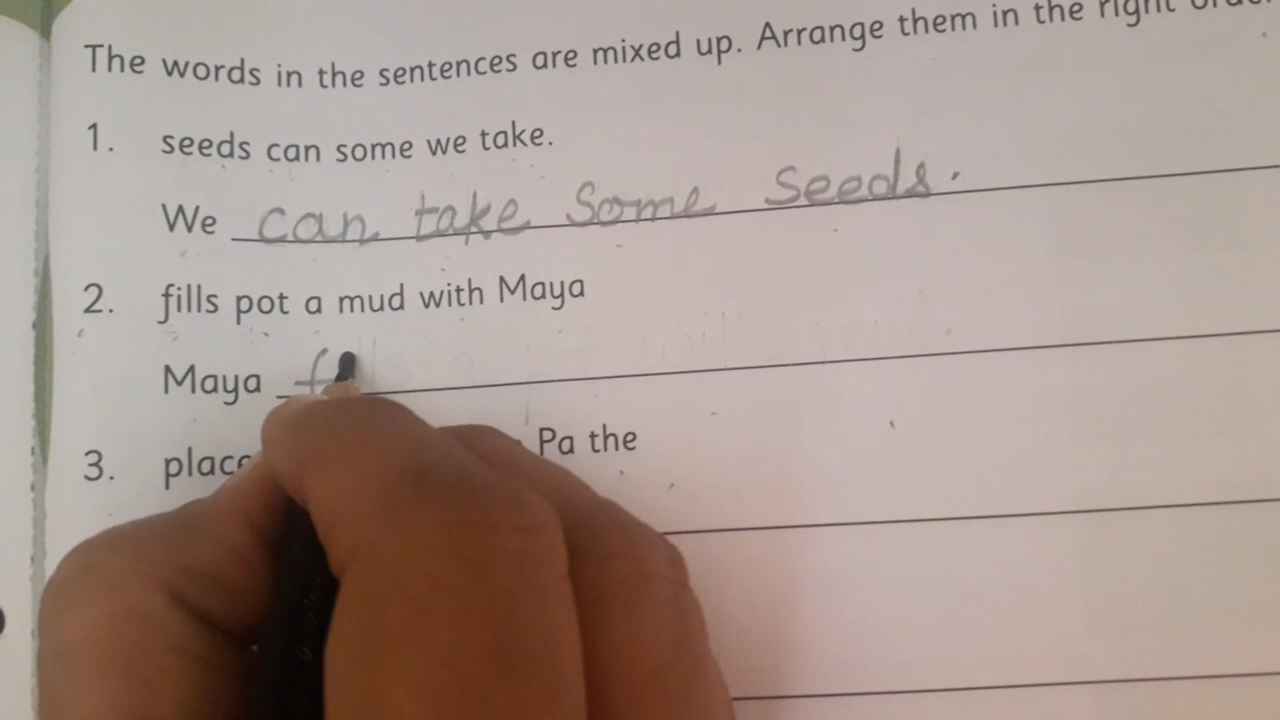 The words in the sentences are mixed up. Arrange them in the right
1. seeds can some we take.
We can take some seeds.
2. fills pot a mud with Maya
Maya f
3. Pa the